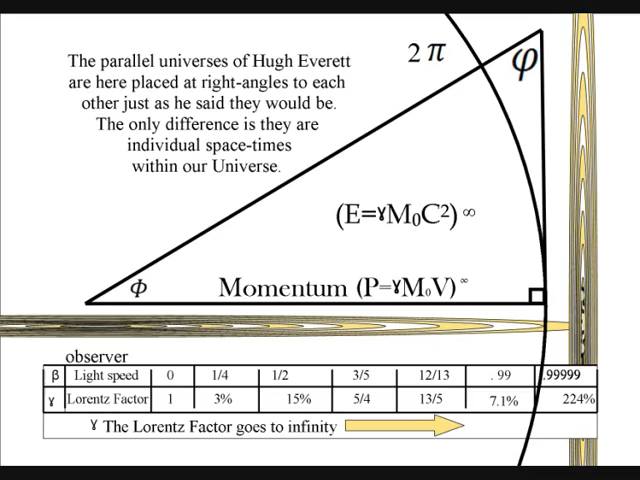 The parallel universes of Hugh Everett
are here placed at right-angles to each
other just as he said they would be.
The only difference is they are
individual space-times
within our Universe.
2 π
φ
(E=ɣM₀C²) ∞
Φ Momentum (P=ɣM₀V) ∞
observer
β Light speed 0 1/4 1/2 3/5 12/13 . 99 .99999
ɣ Lorentz Factor 1 3% 15% 5/4 13/5 7.1% 224%
ɣ The Lorentz Factor goes to infinity